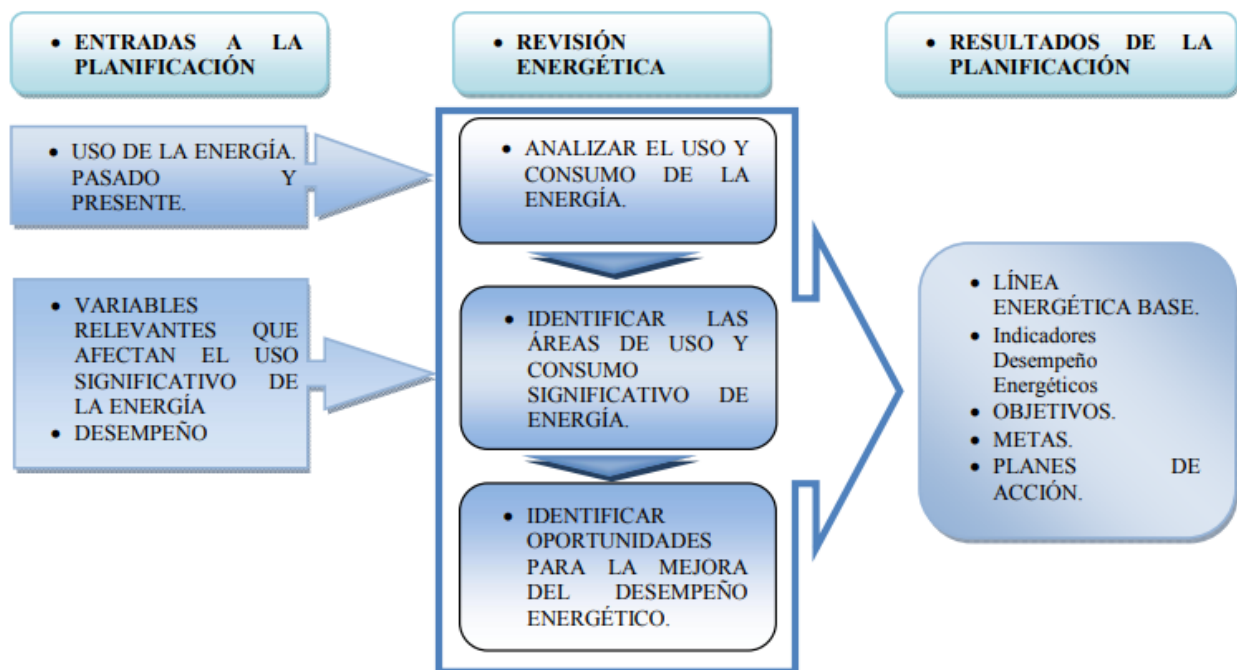 • ENTRADAS A LA
PLANIFICACIÓN
• REVISIÓN
ENERGÉTICA
• RESULTADOS DE LA
PLANIFICACIÓN
• USO DE LA ENERGÍA.
PASADO Y
PRESENTE.
• VARIABLES
RELEVANTES QUE
AFECTAN EL USO
SIGNIFICATIVO DE
LA ENERGÍA
• DESEMPEÑO
• ANALIZAR EL USO Y
CONSUMO DE LA
ENERGÍA.
• IDENTIFICAR LAS
ÁREAS DE USO Y
CONSUMO
SIGNIFICATIVO DE
ENERGÍA.
• IDENTIFICAR
OPORTUNIDADES
PARA LA MEJORA
DEL DESEMPEÑO
ENERGÉTICO.
• LÍNEA
ENERGÉTICA BASE.
• Indicadores
Desempeño
Energéticos
• OBJETIVOS.
• METAS.
• PLANES DE
ACCIÓN.